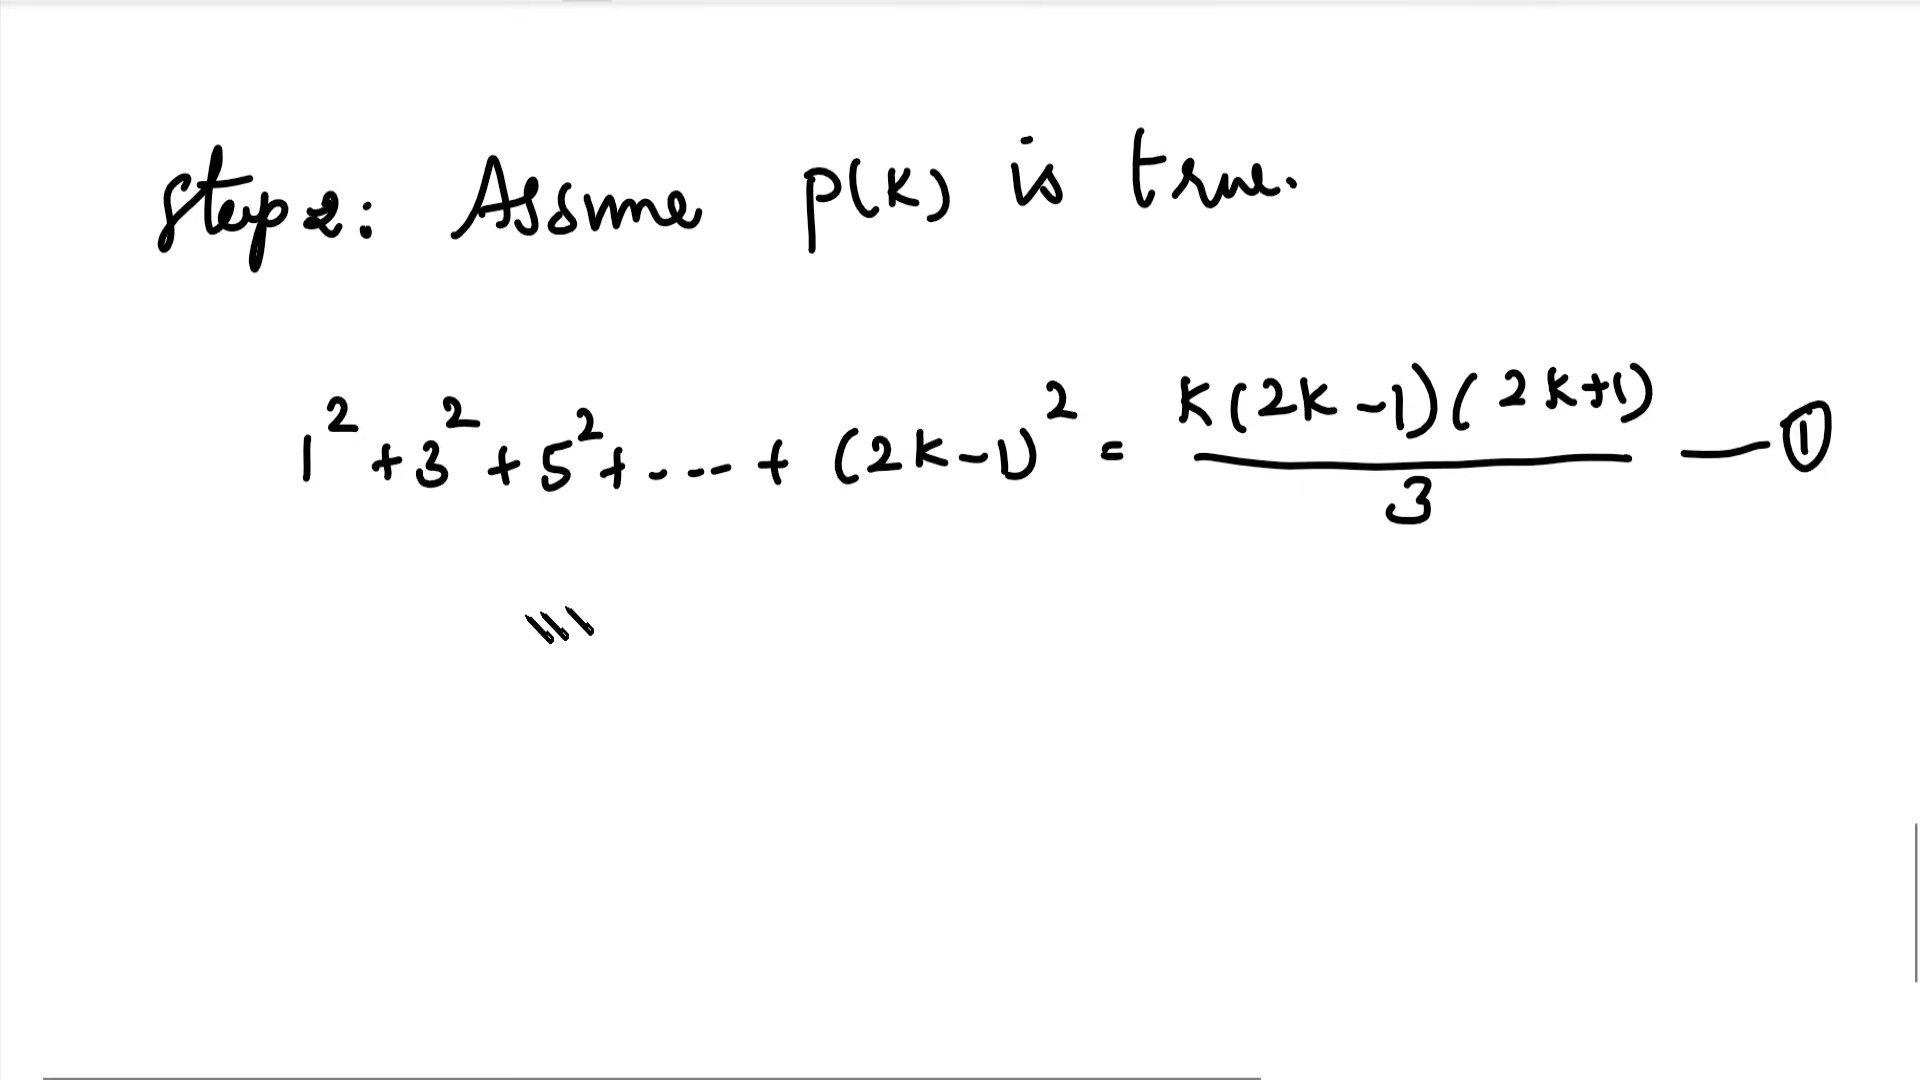 Step 2: Assume P(K) is true.
1² + 3² + 5² + --- + (2K-1)² = K(2K-1)(2K+1)/3 — ①